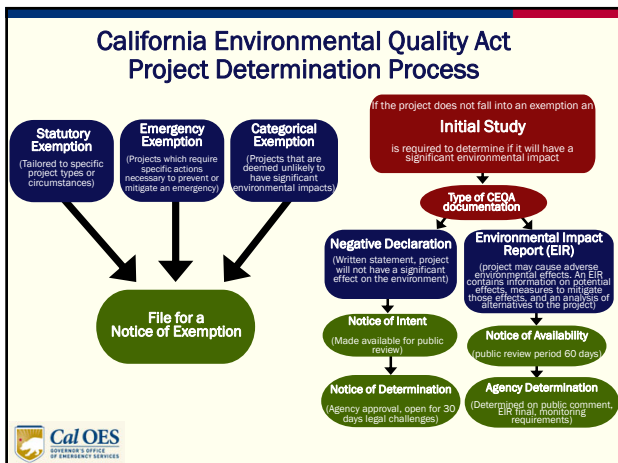 California Environmental Quality Act
Project Determination Process
Statutory
Exemption
(Tailored to specific
project types or
circumstances)
Emergency
Exemption
(Projects which require
specific actions
necessary to prevent or
mitigate an emergency)
Categorical
Exemption
(Projects that are
deemed unlikely to
have significant
environmental impacts)
File for a
Notice of Exemption
If the project does not fall into an exemption an
Initial Study
is required to determine if it will have a
significant environmental impact
Type of CEQA
documentation
Negative Declaration
(Written statement, project
will not have a significant
effect on the environment)
Notice of Intent
(Made available for public
review)
Notice of Determination
(Agency approval, open for 30
days legal challenges)
Environmental Impact
Report (EIR)
(project may cause adverse
environmental effects. An EIR
contains information on potential
effects, measures to mitigate
those effects, and an analysis of
alternatives to the project)
Notice of Availability
(public review period 60 days)
Agency Determination
(Determined on public comment,
EIR final, monitoring
requirements)
Cal OES
GOVERNOR'S OFFICE
OF EMERGENCY SERVICES